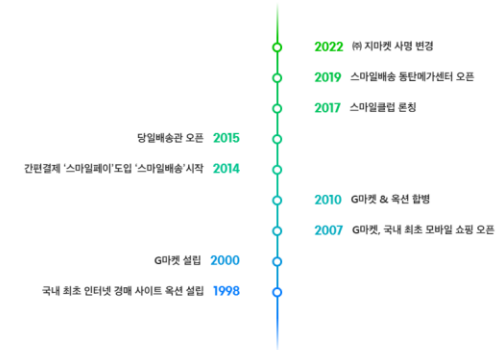 2022 ㈜ 지마켓 사명 변경
2019 스마일배송 동탄메가센터 오픈
2017 스마일클럽 론칭
당일배송관 오픈 2015
간편결제 '스마일페이'도입 '스마일배송'시작 2014
2010 G마켓 & 옥션 합병
2007 G마켓, 국내 최초 모바일 쇼핑 오픈
G마켓 설립 2000
국내 최초 인터넷 경매 사이트 옥션 설립 1998